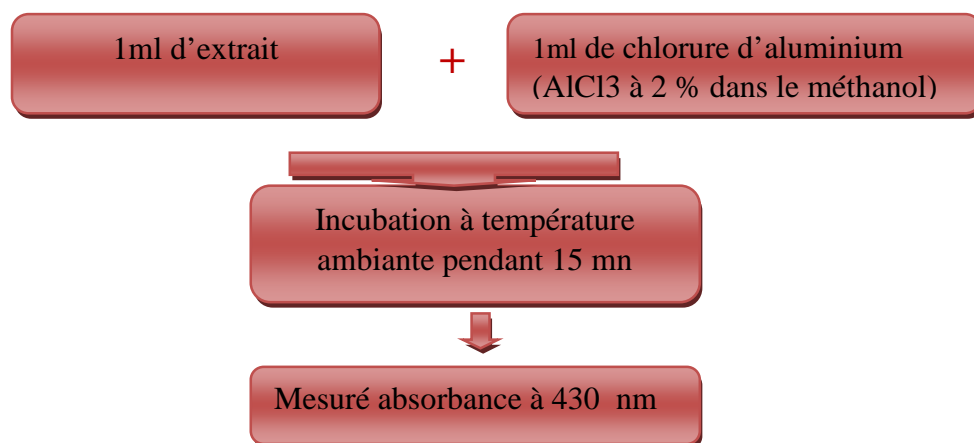 1ml d’extrait
+
1ml de chlorure d’aluminium
(AlCl3 à 2 % dans le méthanol)
Incubation à température
ambiante pendant 15 mn
Mesuré absorbance à 430 nm